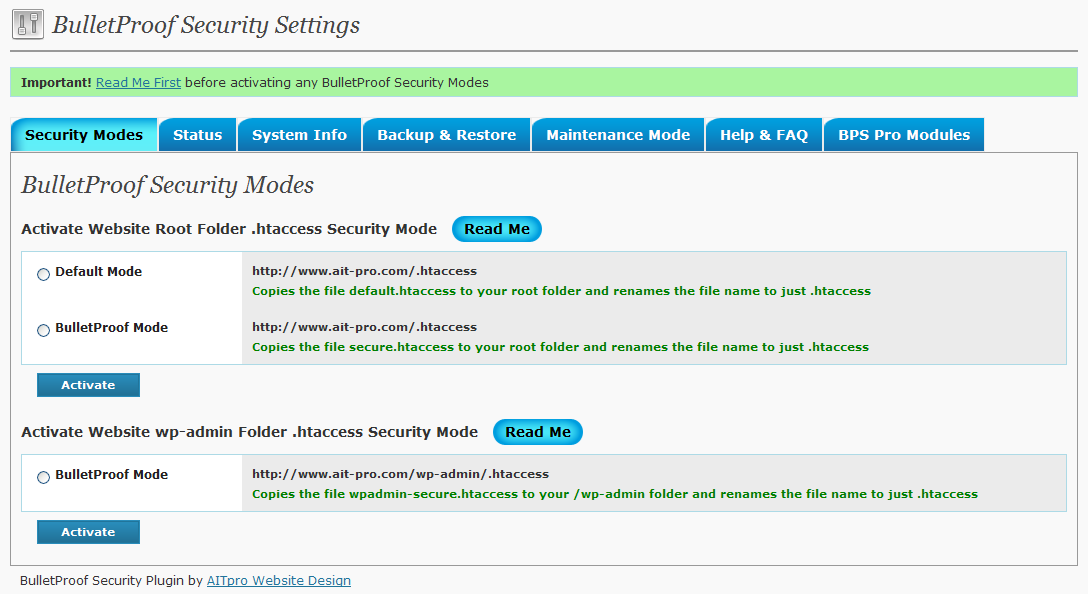 BulletProof Security Settings
Important! Read Me First before activating any BulletProof Security Modes
Security Modes Status System Info Backup & Restore Maintenance Mode Help & FAQ BPS Pro Modules
BulletProof Security Modes
Activate Website Root Folder .htaccess Security Mode Read Me
Default Mode http://www.ait-pro.com/.htaccess
Copies the file default.htaccess to your root folder and renames the file name to just .htaccess
BulletProof Mode http://www.ait-pro.com/.htaccess
Copies the file secure.htaccess to your root folder and renames the file name to just .htaccess
Activate
Activate Website wp-admin Folder .htaccess Security Mode Read Me
BulletProof Mode http://www.ait-pro.com/wp-admin/.htaccess
Copies the file wpadmin-secure.htaccess to your /wp-admin folder and renames the file name to just .htaccess
Activate
BulletProof Security Plugin by AITpro Website Design